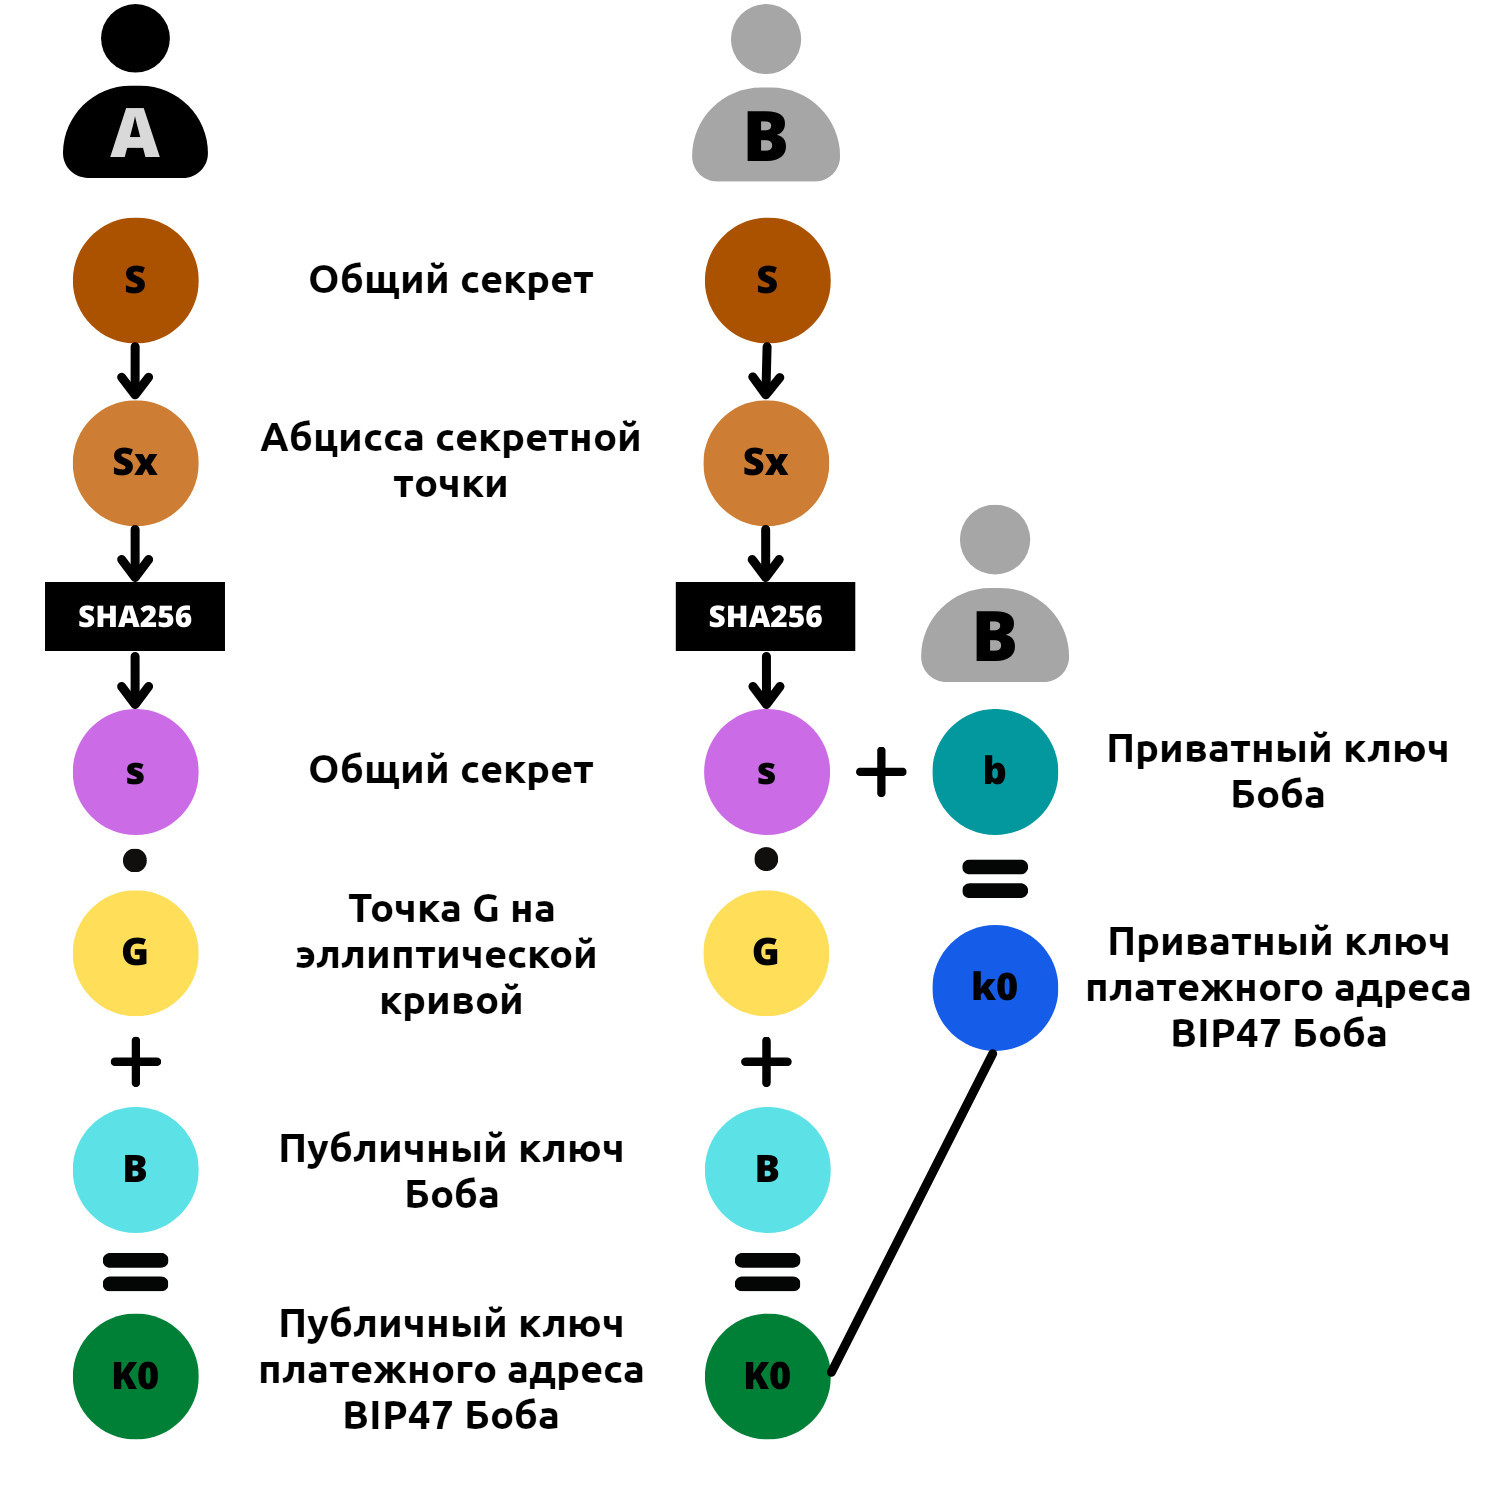 A
B
S
Общий секрет
S
Sx
Абцисса секретной
точки
Sx
SHA256
SHA256
B
s
Общий секрет
s
b
Приватный ключ
Боба
G
Точка G на
эллиптической
кривой
G
k0
Приватный ключ
платежного адреса
BIP47 Боба
B
Публичный ключ
Боба
B
K0
Публичный ключ
платежного адреса
BIP47 Боба
K0